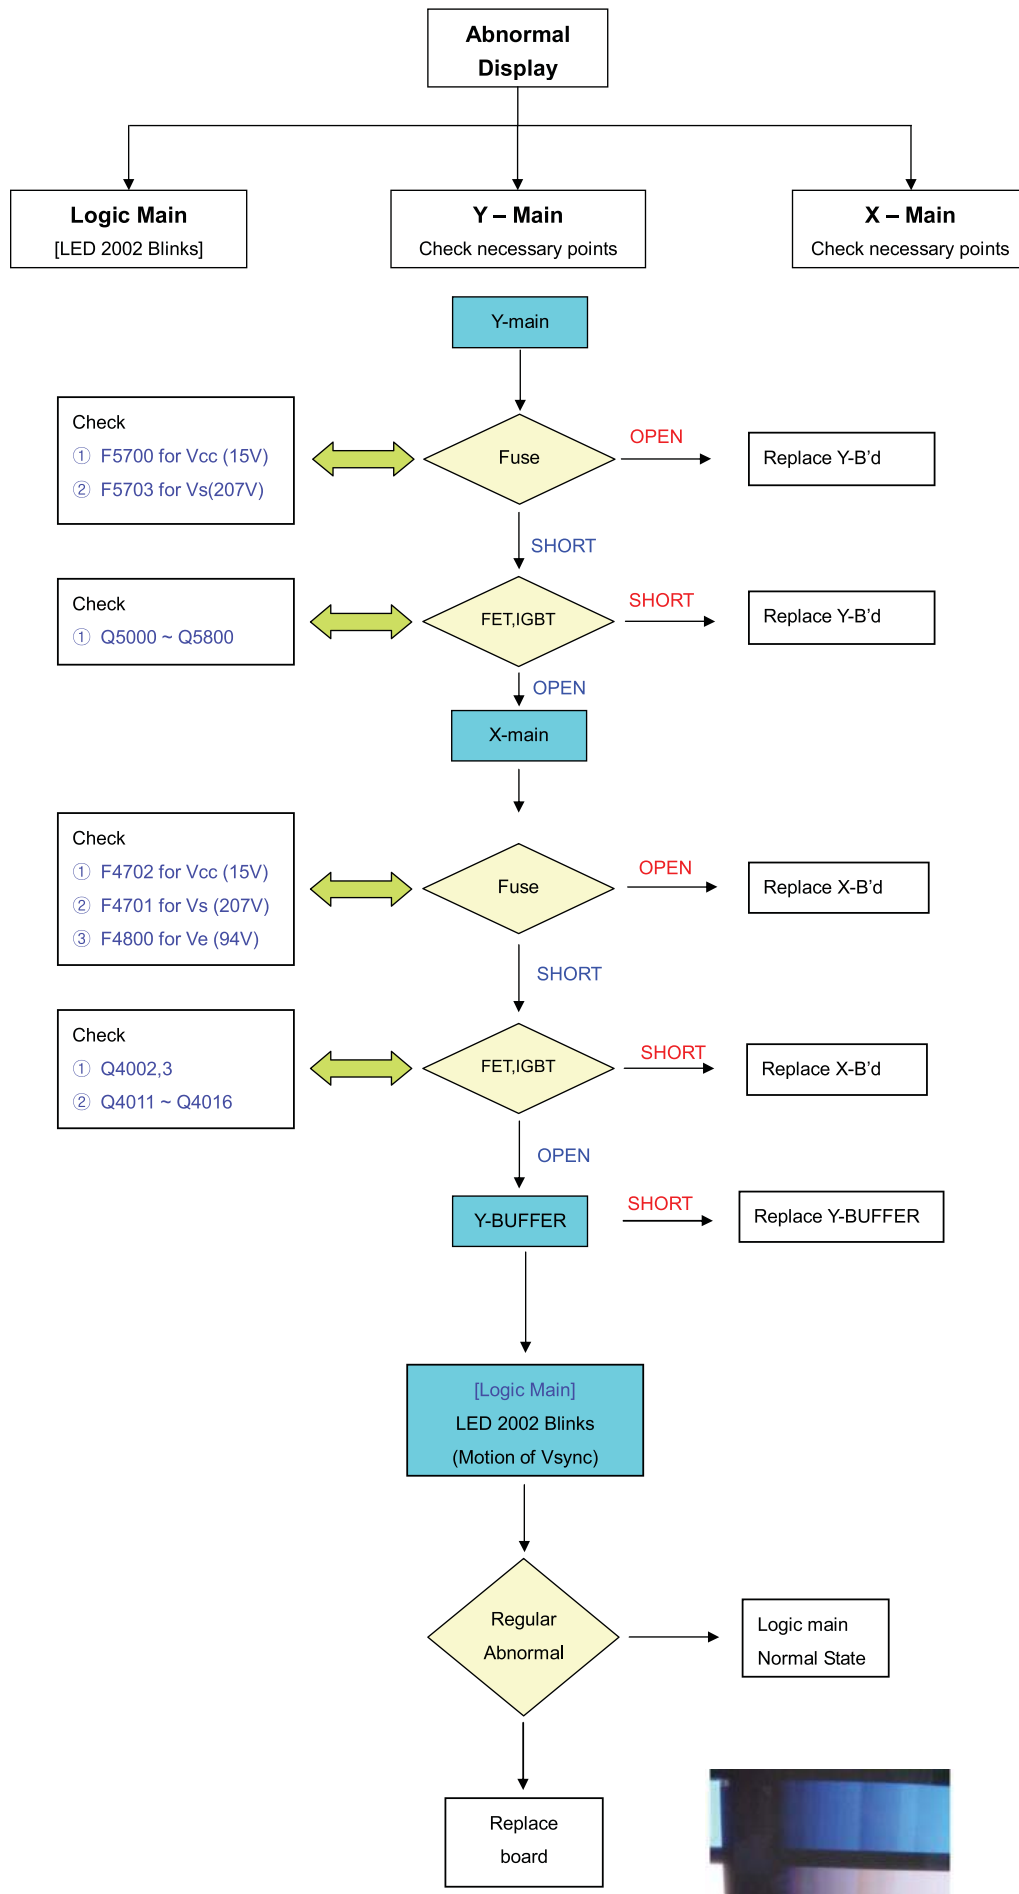 Abnormal
Display
Logic Main
[LED 2002 Blinks]
Y – Main
Check necessary points
X – Main
Check necessary points
Y-main
Check
① F5700 for Vcc (15V)
② F5703 for Vs(207V)
Fuse
OPEN
Replace Y-B'd
SHORT
Check
① Q5000 ~ Q5800
FET,IGBT
SHORT
Replace Y-B'd
OPEN
X-main
Check
① F4702 for Vcc (15V)
② F4701 for Vs (207V)
③ F4800 for Ve (94V)
Fuse
OPEN
Replace X-B'd
SHORT
Check
① Q4002,3
② Q4011 ~ Q4016
FET,IGBT
SHORT
Replace X-B'd
OPEN
Y-BUFFER
SHORT
Replace Y-BUFFER
[Logic Main]
LED 2002 Blinks
(Motion of Vsync)
Regular
Abnormal
Logic main
Normal State
Replace
board